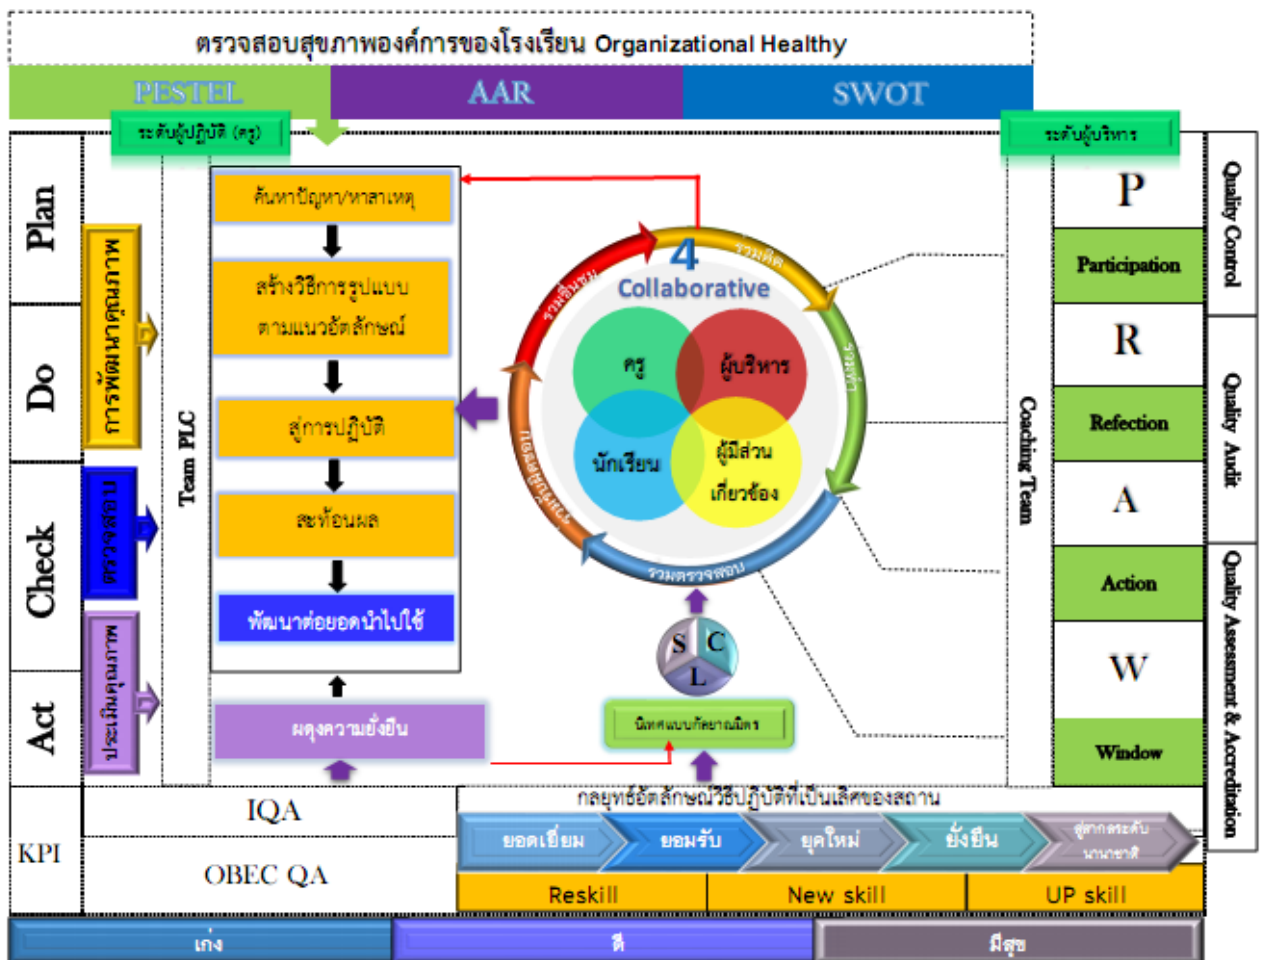 ตรวจสอบสุขภาพองค์การของโรงเรียน Organizational Healthy
PESTEL
AAR
SWOT
ระดับผู้ปฏิบัติ (ครู)
ระดับผู้บริหาร
Plan
Do
Check
Act
การพัฒนาคุณภาพ
ตรวจสอบ
ประเมินคุณภาพ
Team PLC
ค้นหาปัญหา/หาสาเหตุ
สร้างวิธีการรูปแบบ
ตามแนวอัตลักษณ์
สู่การปฏิบัติ
สะท้อนผล
พัฒนาต่อยอดนำไปใช้
ผดุงความยั่งยืน
4
Collaborative
ร่วมคิด
ร่วมทำ
ร่วมตรวจสอบ
ร่วมชื่นชม
ครู
ผู้บริหาร
นักเรียน
ผู้มีส่วน
เกี่ยวข้อง
S
C
L
นิเทศแบบกัลยาณมิตร
Coaching Team
P
Participation
R
Refection
A
Action
W
Window
Quality Control
Quality Audit
Quality Assessment & Accreditation
KPI
IQA
OBEC QA
กลยุทธ์อัตลักษณ์วิธีปฏิบัติที่เป็นเลิศของสถาน
ยอดเยี่ยม
ยอมรับ
ยุคใหม่
ยั่งยืน
สู่สากลระดับ
นานาชาติ
Reskill
New skill
UP skill
เก่ง
ดี
มีสุข